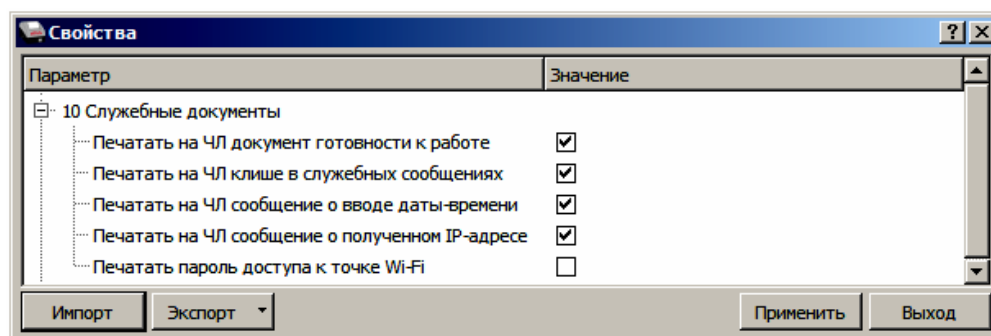 Свойства
Параметр Значение
10 Служебные документы
Печатать на ЧЛ документ готовности к работе
Печатать на ЧЛ клише в служебных сообщениях
Печатать на ЧЛ сообщение о вводе даты-времени
Печатать на ЧЛ сообщение о полученном IP-адресе
Печатать пароль доступа к точке Wi-Fi
Импорт Экспорт Применить Выход